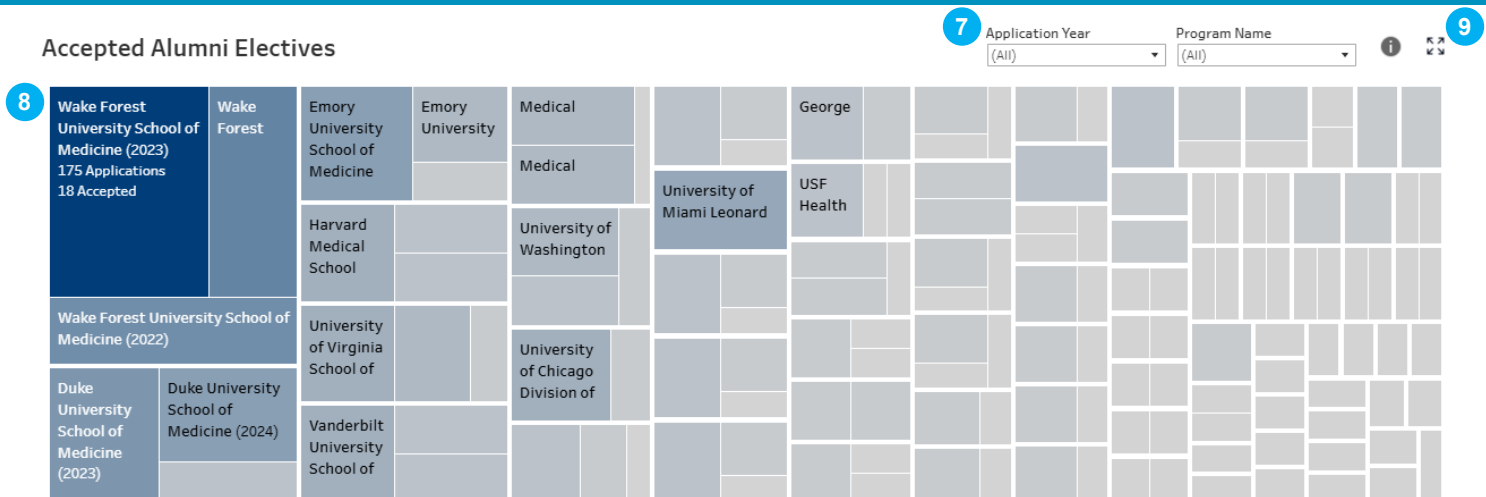 Accepted Alumni Electives
7
Application Year
(All)
Program Name
(All)
i
9
8
Wake Forest
University School of
Medicine (2023)
175 Applications
18 Accepted
Wake
Forest
Wake Forest University School of
Medicine (2022)
Duke
University
School of
Medicine
(2023)
Duke University
School of
Medicine (2024)
Emory
University
School of
Medicine
Emory
University
Harvard
Medical
School
University
of Virginia
School of
Vanderbilt
University
School of
Medical
Medical
University of
Washington
University
of Chicago
Division of
University of
Miami Leonard
George
USF
Health